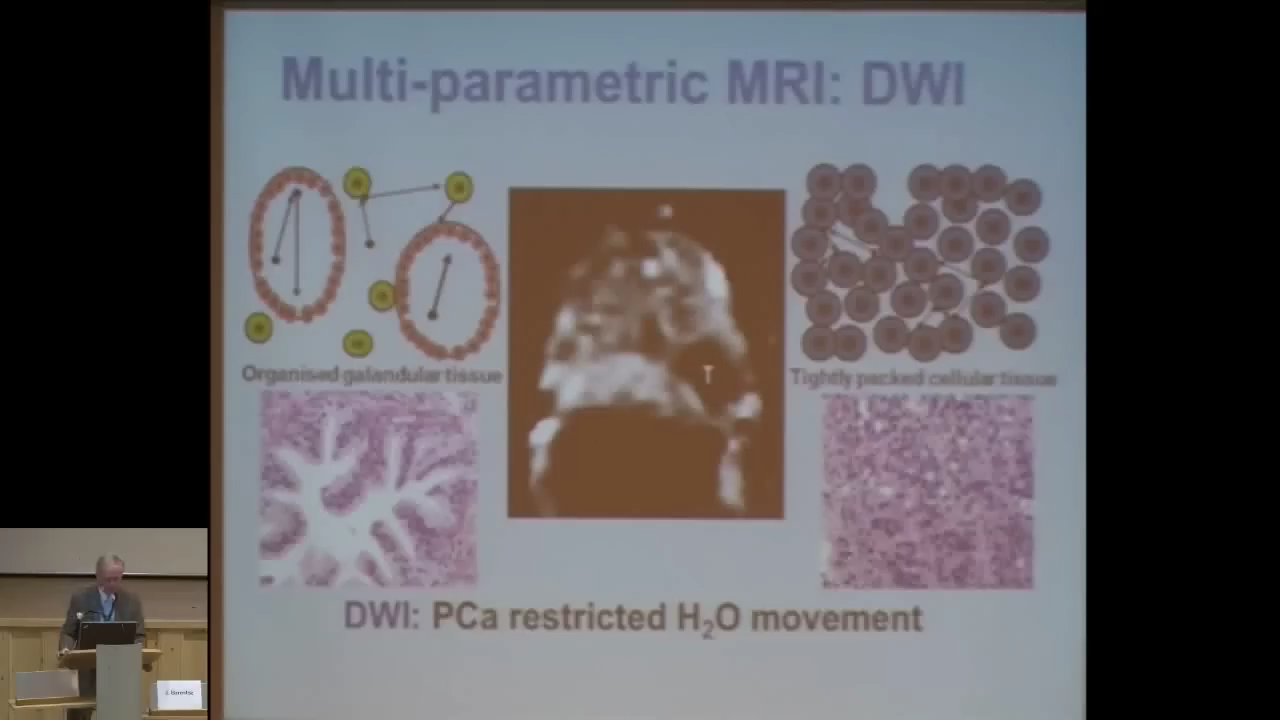 Multi-parametric MRI: DWI
T
Organised galandular tissue
Tightly packed cellular tissue
DWI: PCa restricted H₂O movement